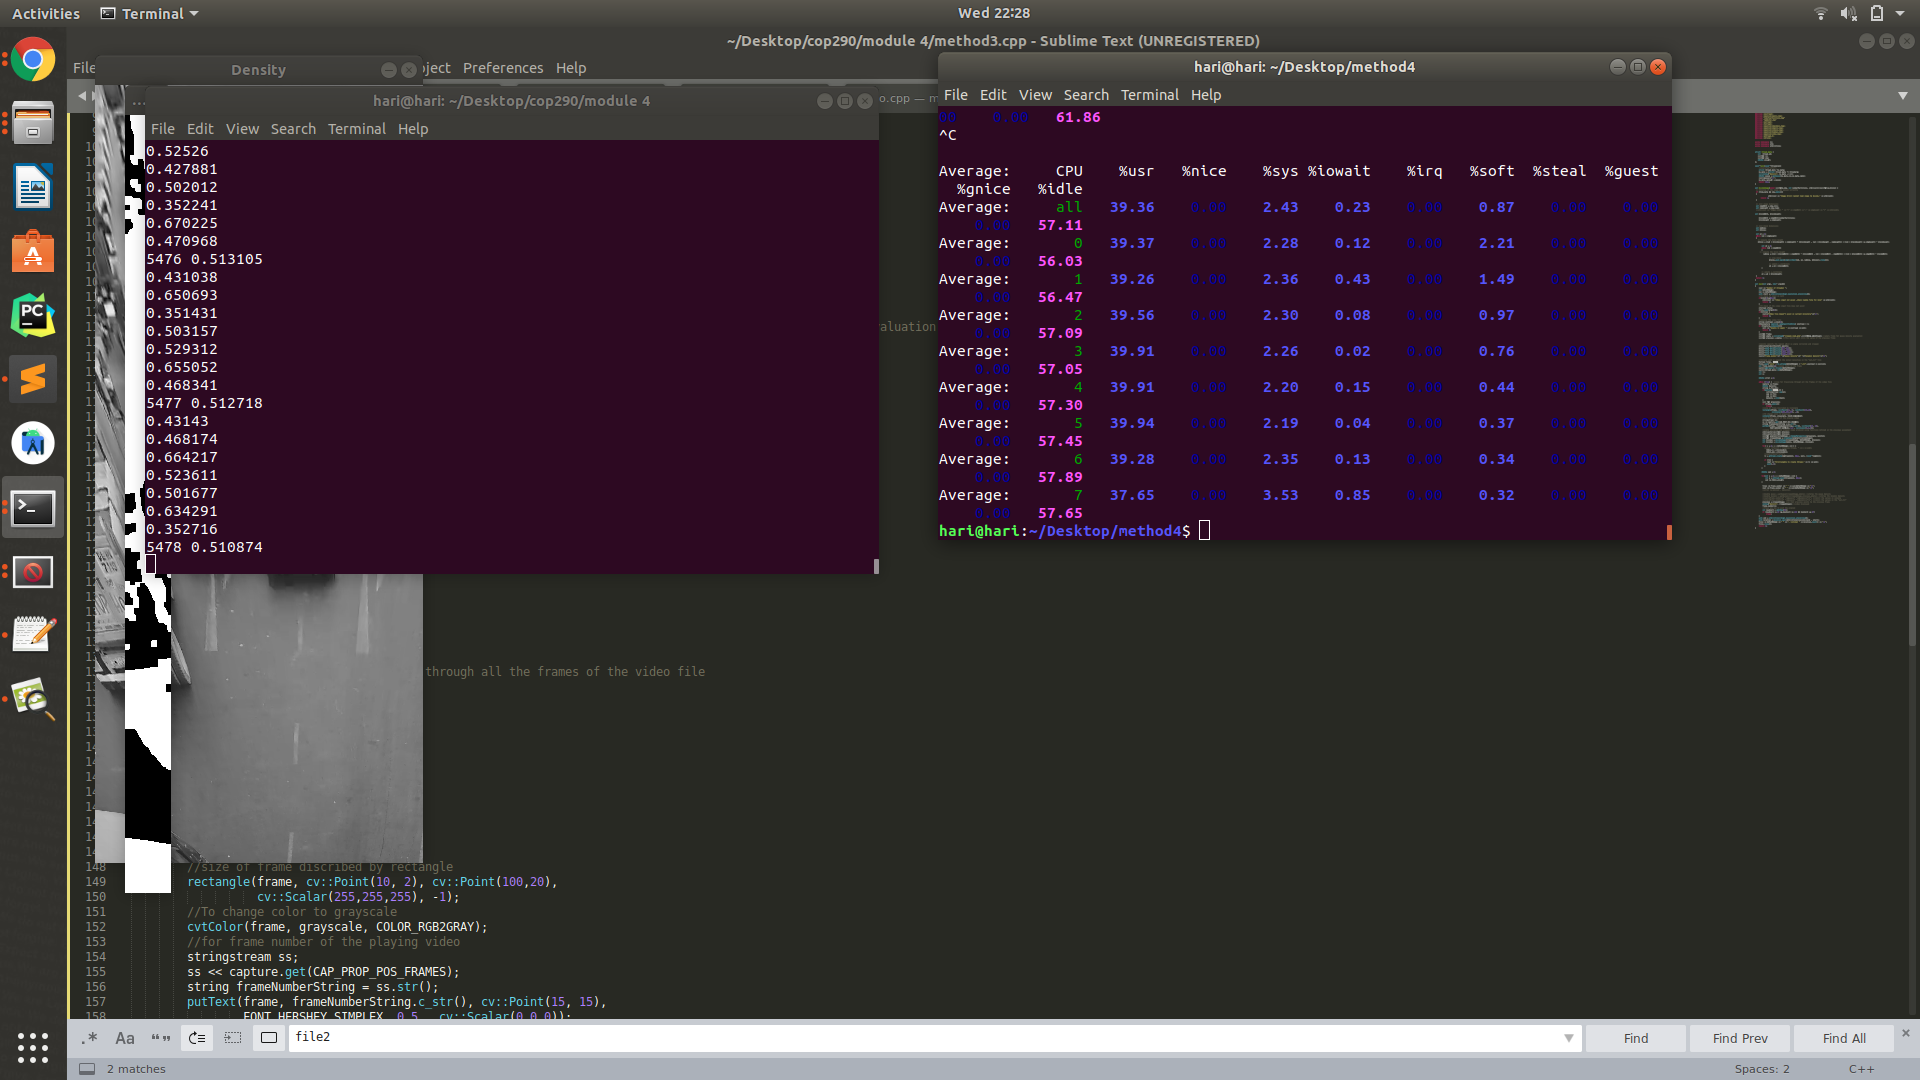 Activities Terminal Wed 22:28
~/Desktop/cop290/module 4/method3.cpp - Sublime Text (UNREGISTERED)
File ject Preferences Help
Density
o.cpp — m
hari@hari: ~/Desktop/cop290/module 4
File Edit View Search Terminal Help
0.52526
0.427881
0.502012
0.352241
0.670225
0.470968
5476 0.513105
0.431038
0.650693
0.351431
0.503157
0.529312
0.655052
0.468341
5477 0.512718
0.43143
0.468174
0.664217
0.523611
0.501677
0.634291
0.352716
5478 0.510874
hari@hari: ~/Desktop/method4
File Edit View Search Terminal Help
00 0.00 61.86
^C
Average: CPU %usr %nice %sys %iowait %irq %soft %steal %guest
%gnice %idle
Average: all 39.36 0.00 2.43 0.23 0.00 0.87 0.00 0.00
0.00 57.11
Average: 0 39.37 0.00 2.28 0.12 0.00 2.21 0.00 0.00
0.00 56.03
Average: 1 39.26 0.00 2.36 0.43 0.00 1.49 0.00 0.00
0.00 56.47
Average: 2 39.56 0.00 2.30 0.08 0.00 0.97 0.00 0.00
0.00 57.09
Average: 3 39.91 0.00 2.26 0.02 0.00 0.76 0.00 0.00
0.00 57.05
Average: 4 39.91 0.00 2.20 0.15 0.00 0.44 0.00 0.00
0.00 57.30
Average: 5 39.94 0.00 2.19 0.04 0.00 0.37 0.00 0.00
0.00 57.45
Average: 6 39.28 0.00 2.35 0.13 0.00 0.34 0.00 0.00
0.00 57.89
Average: 7 37.65 0.00 3.53 0.85 0.00 0.32 0.00 0.00
0.00 57.65
hari@hari:~/Desktop/method4$
valuation
through all the frames of the video file
148 //size of frame discribed by rectangle
149 rectangle(frame, cv::Point(10, 2), cv::Point(100,20),
150 cv::Scalar(255,255,255), -1);
151 //To change color to grayscale
152 cvtColor(frame, grayscale, COLOR_RGB2GRAY);
153 //for frame number of the playing video
154 stringstream ss;
155 ss << capture.get(CAP_PROP_POS_FRAMES);
156 string frameNumberString = ss.str();
157 putText(frame, frameNumberString.c_str(), cv::Point(15, 15),
158 FONT_HERSHEY_SIMPLEX, 0.5 , cv::Scalar(0,0,0));
.* Aa “” file2 Find Find Prev Find All
2 matches Spaces: 2 C++